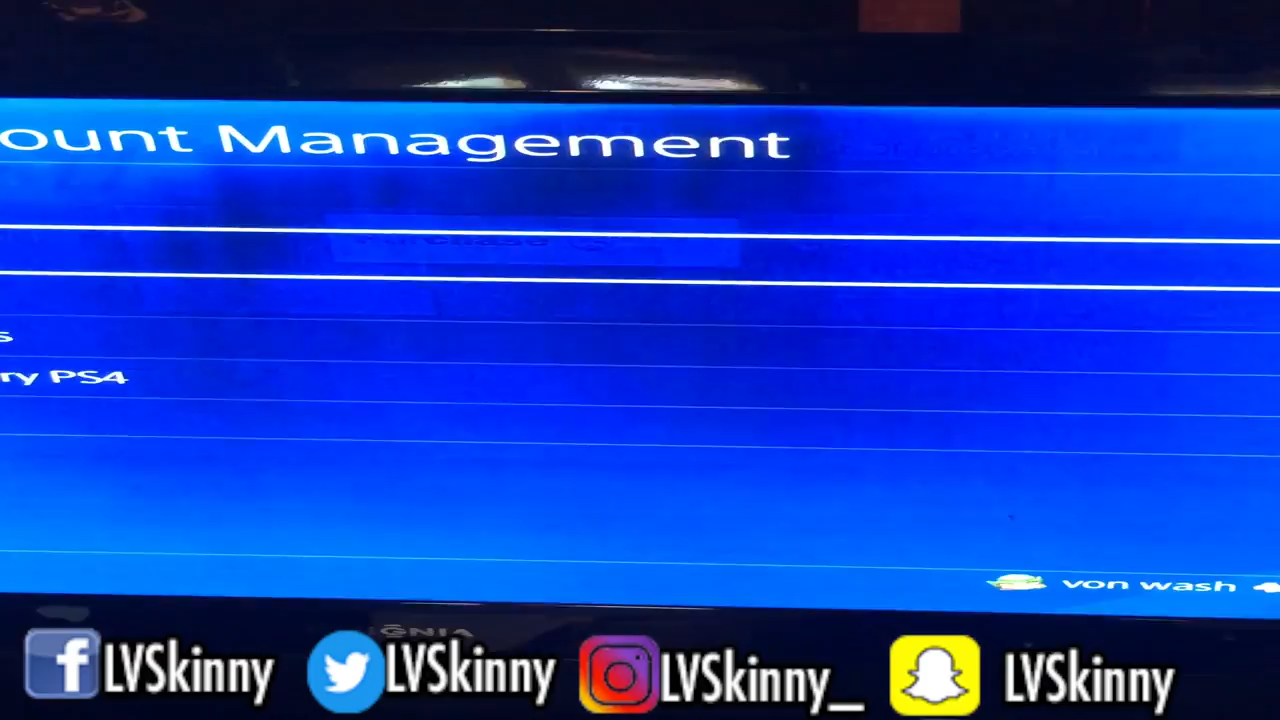 ount Management
s
ry PS4
von wash
LVSkinny LVSkinny LVSkinny_ LVSkinny